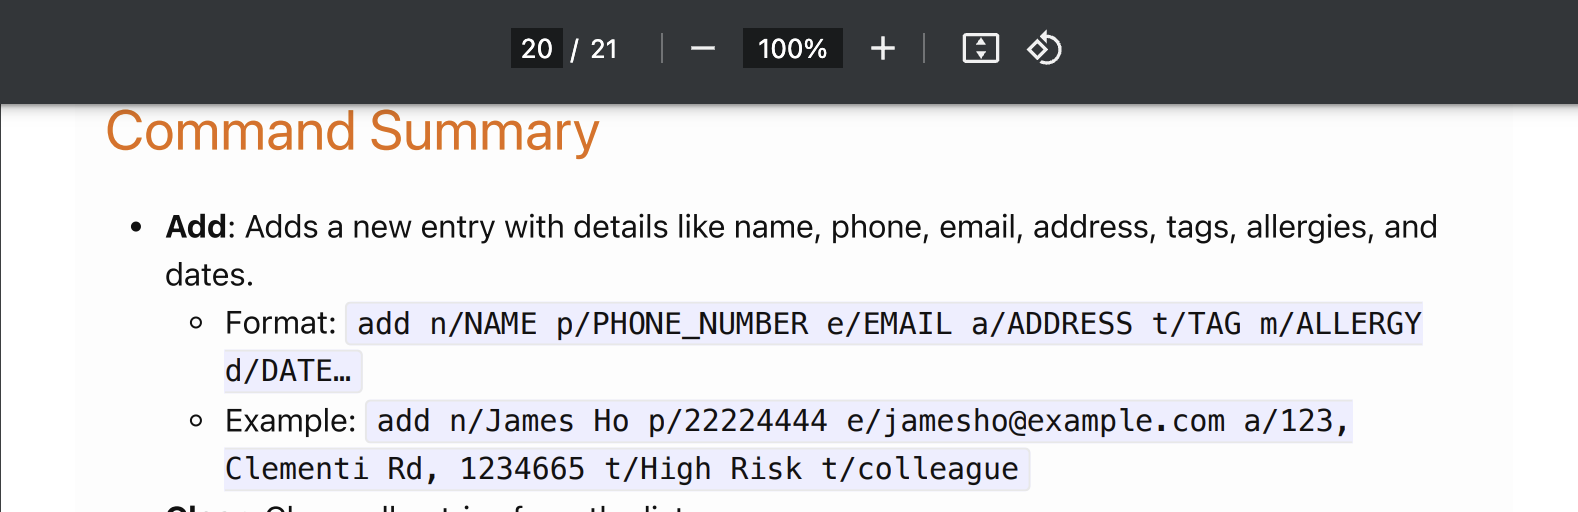 20 / 21 100%
Command Summary
• Add: Adds a new entry with details like name, phone, email, address, tags, allergies, and
dates.
○ Format: add n/NAME p/PHONE_NUMBER e/EMAIL a/ADDRESS t/TAG m/ALLERGY
d/DATE…
○ Example: add n/James Ho p/22224444 e/jamesho@example.com a/123,
Clementi Rd, 1234665 t/High Risk t/colleague